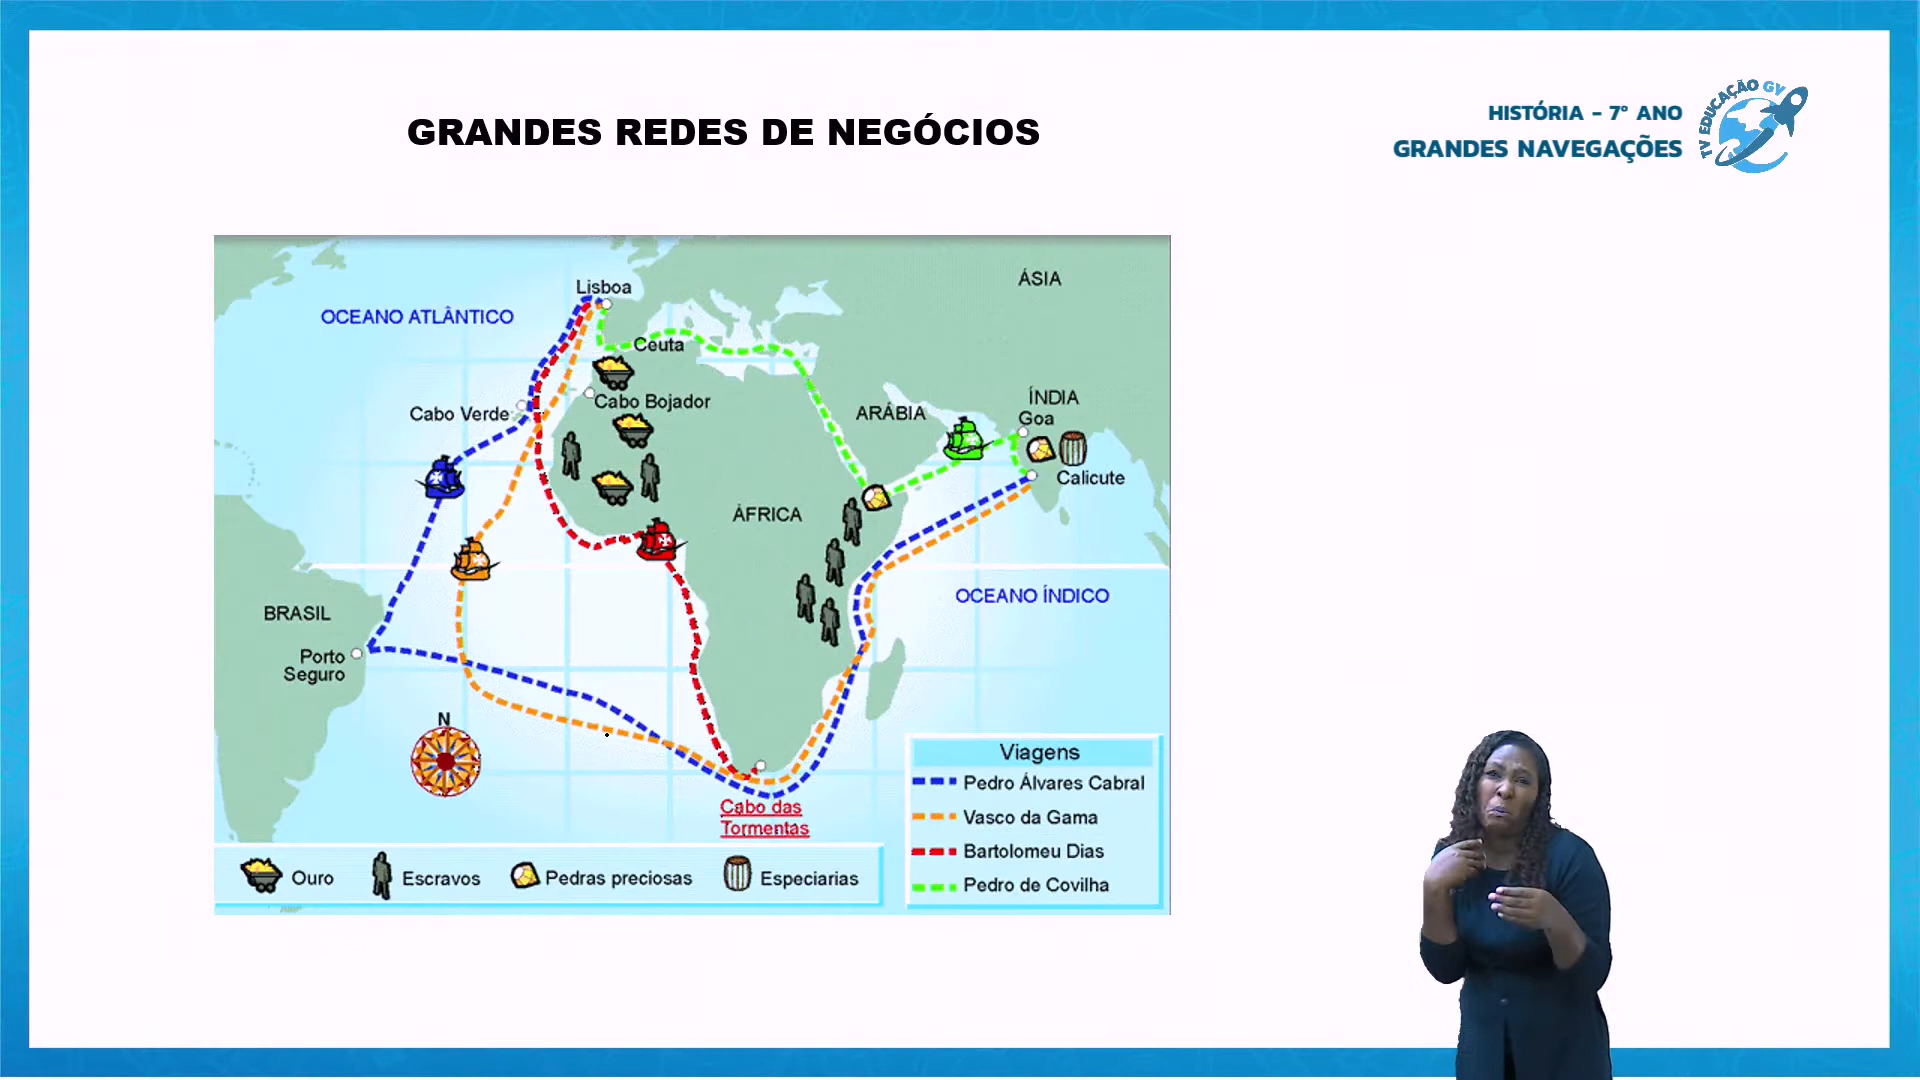 GRANDES REDES DE NEGÓCIOS
HISTÓRIA - 7° ANO
GRANDES NAVEGAÇÕES
TV EDUCAÇÃO GV
ÁSIA
Lisboa
OCEANO ATLÂNTICO
Ceuta
Cabo Verde
Cabo Bojador
ARÁBIA
ÍNDIA
Goa
Calicute
ÁFRICA
BRASIL
OCEANO ÍNDICO
Porto
Seguro
N
Cabo das
Tormentas
Viagens
Pedro Álvares Cabral
Vasco da Gama
Bartolomeu Dias
Pedro de Covilha
Ouro
Escravos
Pedras preciosas
Especiarias